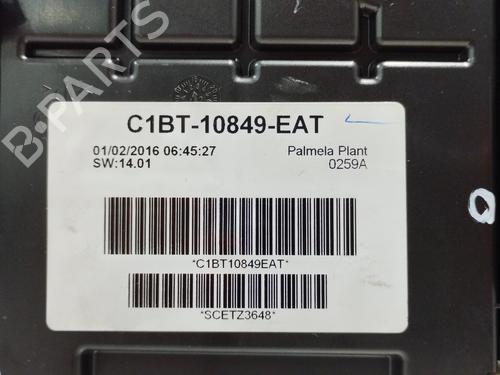 B-PARTS
C1BT-10849-EAT
01/02/2016 06:45:27 Palmela Plant
SW:14.01 0259A
*C1BT10849EAT*
*SCETZ3648*